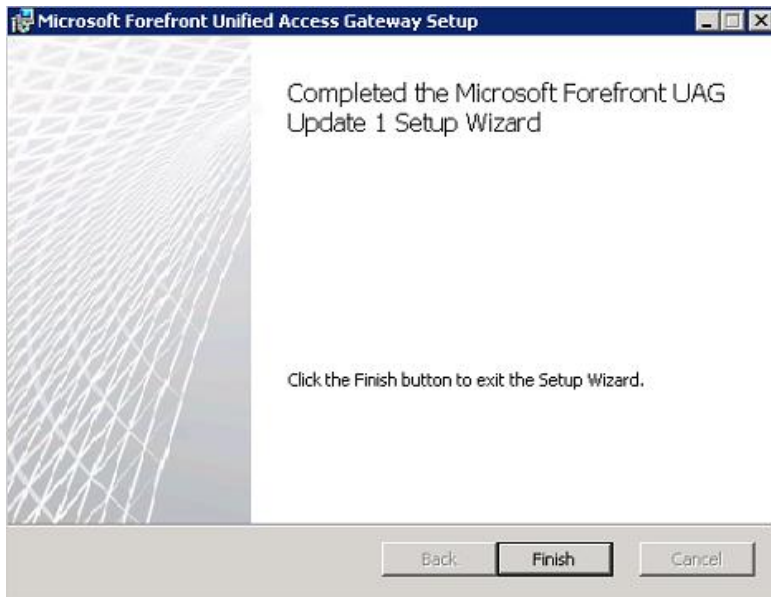 Microsoft Forefront Unified Access Gateway Setup
Completed the Microsoft Forefront UAG
Update 1 Setup Wizard
Click the Finish button to exit the Setup Wizard.
Back Finish Cancel